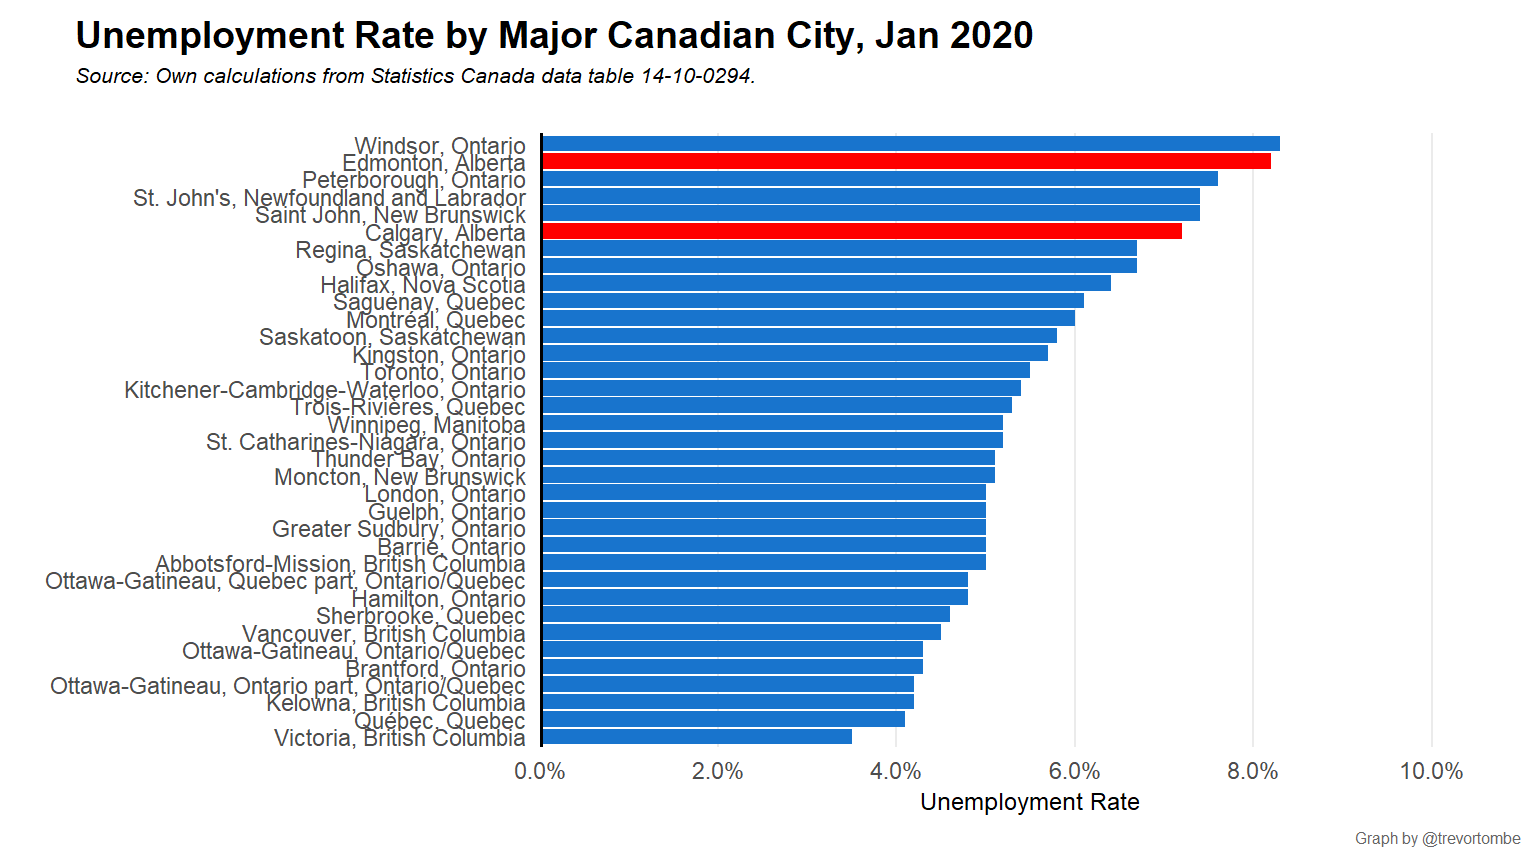 Unemployment Rate by Major Canadian City, Jan 2020
Source: Own calculations from Statistics Canada data table 14-10-0294.
Windsor, Ontario
Edmonton, Alberta
Peterborough, Ontario
St. John's, Newfoundland and Labrador
Saint John, New Brunswick
Calgary, Alberta
Regina, Saskatchewan
Oshawa, Ontario
Halifax, Nova Scotia
Saguenay, Quebec
Montréal, Quebec
Saskatoon, Saskatchewan
Kingston, Ontario
Toronto, Ontario
Kitchener-Cambridge-Waterloo, Ontario
Trois-Rivières, Quebec
Winnipeg, Manitoba
St. Catharines-Niagara, Ontario
Thunder Bay, Ontario
Moncton, New Brunswick
London, Ontario
Guelph, Ontario
Greater Sudbury, Ontario
Barrie, Ontario
Abbotsford-Mission, British Columbia
Ottawa-Gatineau, Quebec part, Ontario/Quebec
Hamilton, Ontario
Sherbrooke, Quebec
Vancouver, British Columbia
Ottawa-Gatineau, Ontario/Quebec
Brantford, Ontario
Ottawa-Gatineau, Ontario part, Ontario/Quebec
Kelowna, British Columbia
Québec, Quebec
Victoria, British Columbia
0.0% 2.0% 4.0% 6.0% 8.0% 10.0%
Unemployment Rate
Graph by @trevortombe